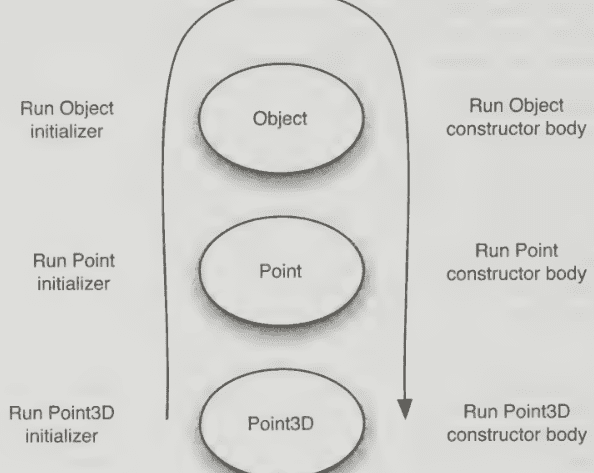 Run Object
initializer
Object
Run Object
constructor body
Run Point
initializer
Point
Run Point
constructor body
Run Point3D
initializer
Point3D
Run Point3D
constructor body